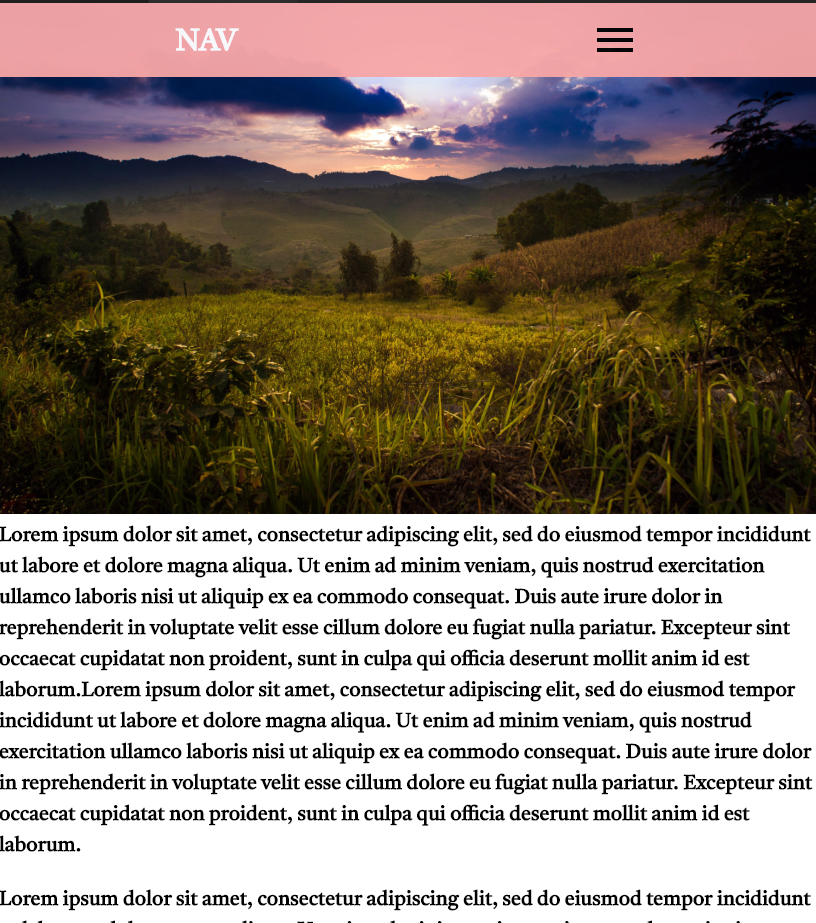 NAV
Lorem ipsum dolor sit amet, consectetur adipiscing elit, sed do eiusmod tempor incididunt
ut labore et dolore magna aliqua. Ut enim ad minim veniam, quis nostrud exercitation
ullamco laboris nisi ut aliquip ex ea commodo consequat. Duis aute irure dolor in
reprehenderit in voluptate velit esse cillum dolore eu fugiat nulla pariatur. Excepteur sint
occaecat cupidatat non proident, sunt in culpa qui officia deserunt mollit anim id est
laborum.Lorem ipsum dolor sit amet, consectetur adipiscing elit, sed do eiusmod tempor
incididunt ut labore et dolore magna aliqua. Ut enim ad minim veniam, quis nostrud
exercitation ullamco laboris nisi ut aliquip ex ea commodo consequat. Duis aute irure dolor
in reprehenderit in voluptate velit esse cillum dolore eu fugiat nulla pariatur. Excepteur sint
occaecat cupidatat non proident, sunt in culpa qui officia deserunt mollit anim id est
laborum.
Lorem ipsum dolor sit amet, consectetur adipiscing elit, sed do eiusmod tempor incididunt